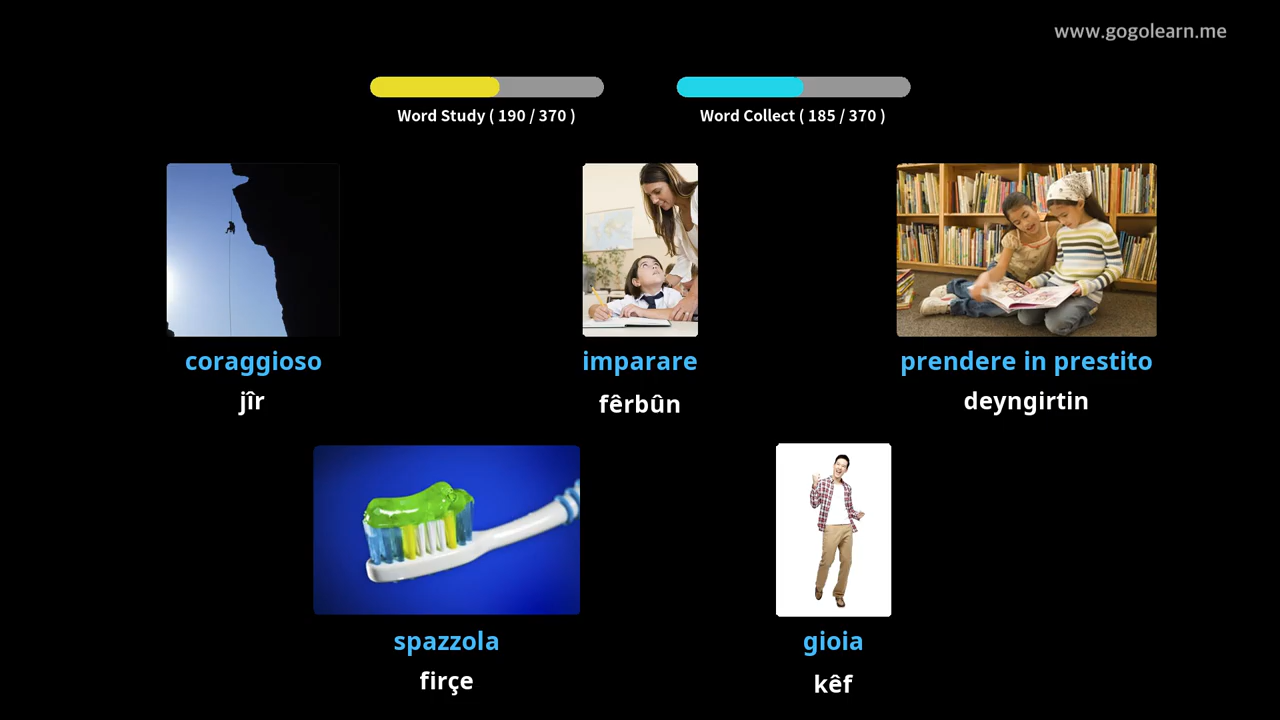 www.gogolearn.me
Word Study ( 190 / 370 )
Word Collect ( 185 / 370 )
coraggioso
imparare
prendere in prestito
jîr
fêrbûn
deyngirtin
spazzola
gioia
firçe
kêf